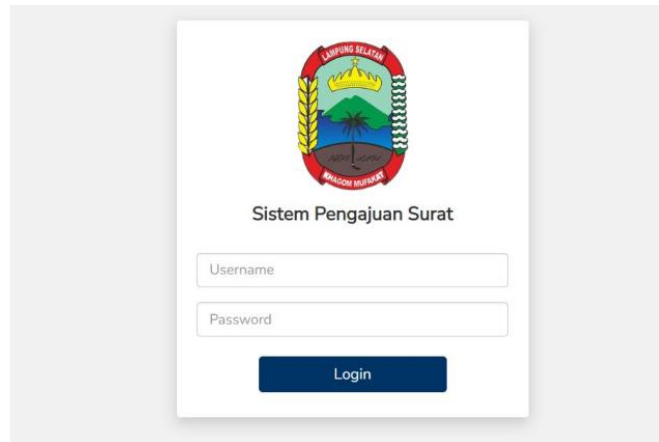 LAMPUNG SELATAN
KHAGOM MUFAKAT
Sistem Pengajuan Surat
Username
Password
Login